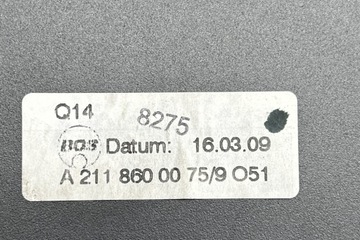 Q14 8275
BOS Datum: 16.03.09
A 211 860 00 75/9 O51